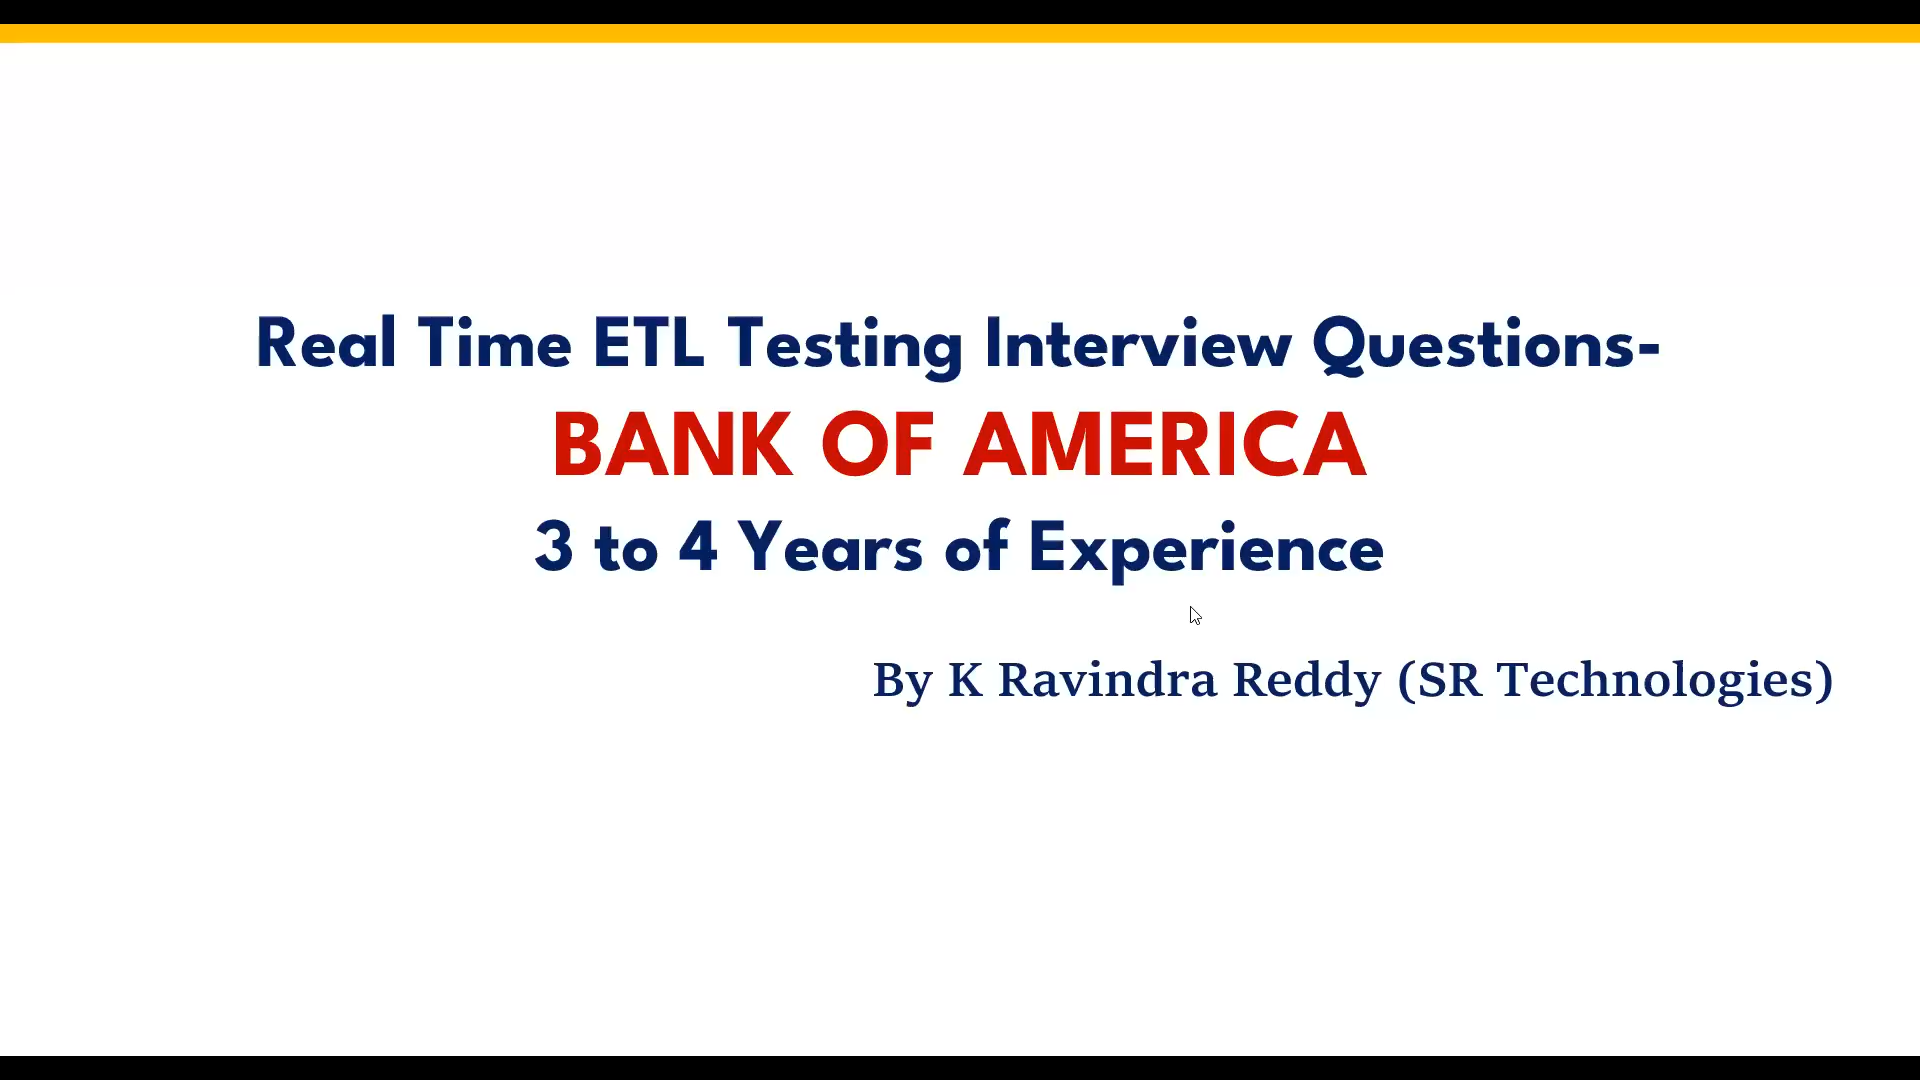 Real Time ETL Testing Interview Questions-
BANK OF AMERICA
3 to 4 Years of Experience
By K Ravindra Reddy (SR Technologies)